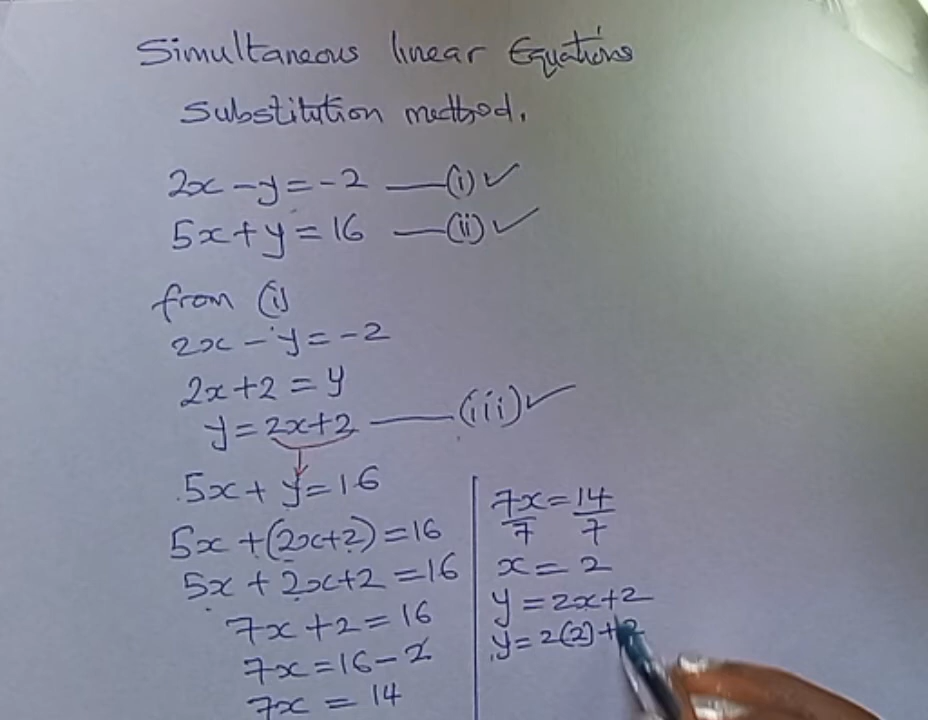 Simultaneous linear Equations
Substitution method.
2x - y = -2 —(i) ✓
5x + y = 16 —(ii) ✓
from (i)
2x - y = -2
2x + 2 = y
y = 2x + 2 —(iii) ✓
5x + y = 16
5x + (2x+2) = 16
5x + 2x + 2 = 16
7x + 2 = 16
7x = 16 - 2
7x = 14
7x/7 = 14/7
x = 2
y = 2x + 2
y = 2(2) + 2